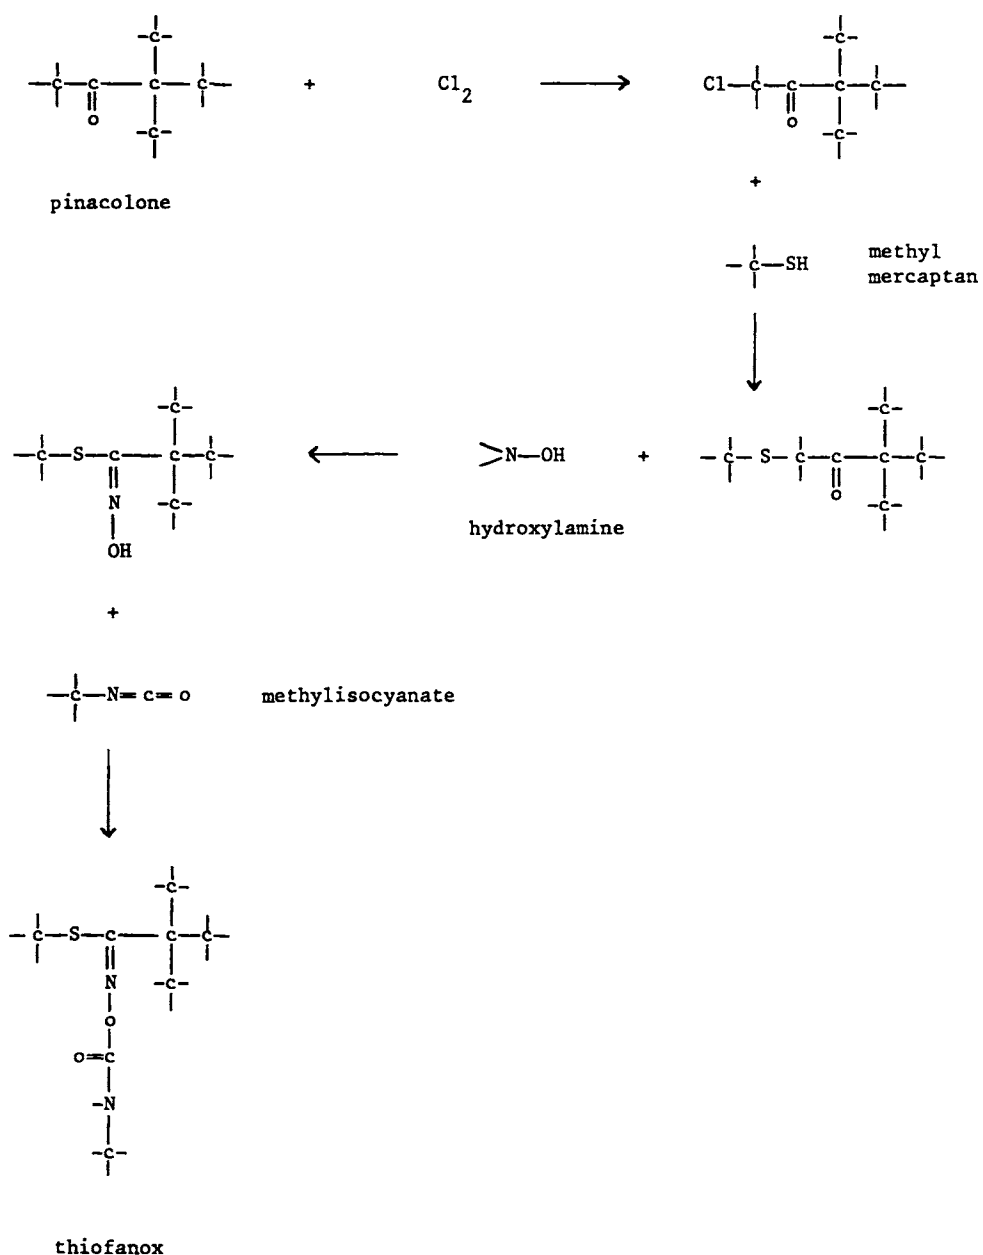 pinacolone
+
Cl2
Cl
+
SH
methyl
mercaptan
S
C
N
OH
N—OH
+
S
C
O
hydroxylamine
+
C—N=C=O
methylisocyanate
S
C
N
O
O=C
N
C
thiofanox